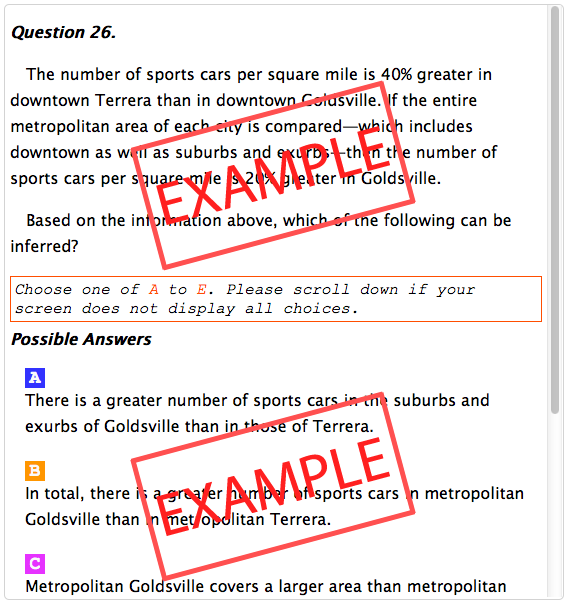 Question 26.
The number of sports cars per square mile is 40% greater in
downtown Terrera than in downtown Goldsville. If the entire
metropolitan area of each city is compared—which includes
downtown as well as suburbs and exurbs—then the number of
sports cars per square mile is 20% greater in Goldsville.
Based on the information above, which of the following can be
inferred?
EXAMPLE
Choose one of A to E. Please scroll down if your
screen does not display all choices.
Possible Answers
A
There is a greater number of sports cars in the suburbs and
exurbs of Goldsville than in those of Terrera.
B
In total, there is a greater number of sports cars in metropolitan
Goldsville than in metropolitan Terrera.
EXAMPLE
C
Metropolitan Goldsville covers a larger area than metropolitan